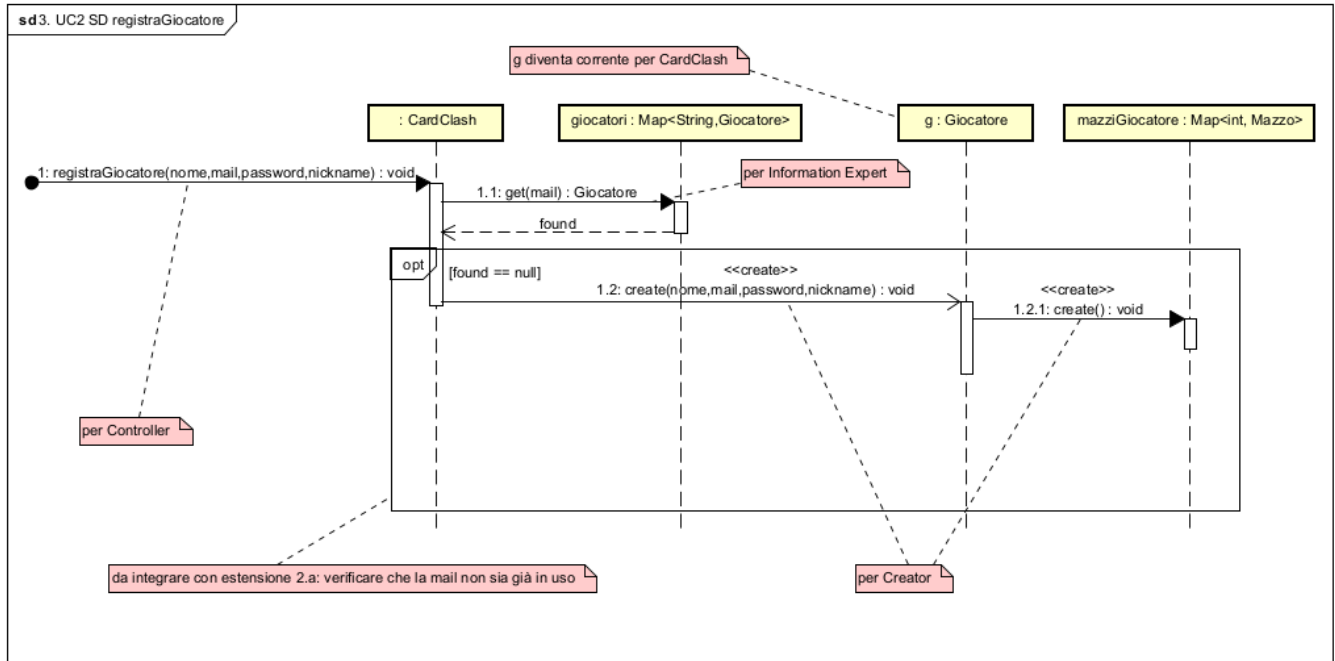 sd 3. UC2 SD registraGiocatore
g diventa corrente per CardClash
: CardClash
giocatori : Map<String,Giocatore>
g : Giocatore
mazziGiocatore : Map<int, Mazzo>
1: registraGiocatore(nome,mail,password,nickname) : void
per Information Expert
1.1: get(mail) : Giocatore
found
opt
[found == null]
<<create>>
1.2: create(nome,mail,password,nickname) : void
<<create>>
1.2.1: create() : void
per Controller
da integrare con estensione 2.a: verificare che la mail non sia già in uso
per Creator